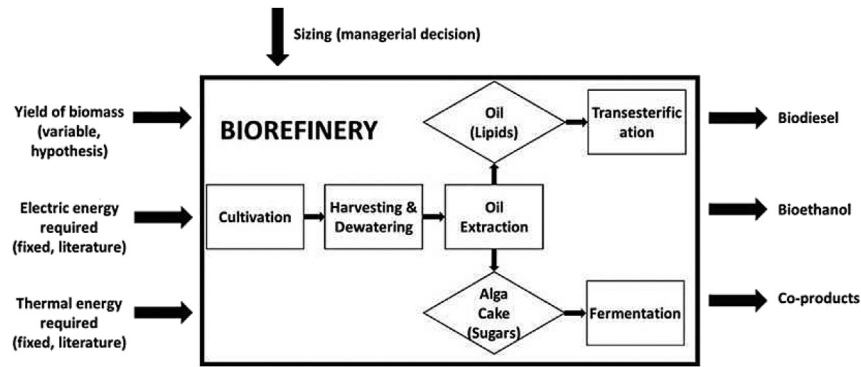 Sizing (managerial decision)
Yield of biomass
(variable,
hypothesis)
Electric energy
required
(fixed, literature)
Thermal energy
required
(fixed, literature)
BIOREFINERY
Cultivation
Harvesting &
Dewatering
Oil
Extraction
Oil
(Lipids)
Transesterific
ation
Alga
Cake
(Sugars)
Fermentation
Biodiesel
Bioethanol
Co-products